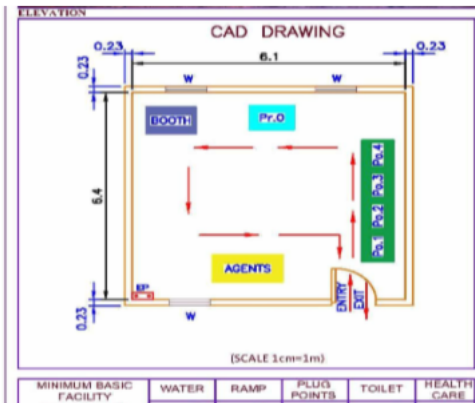 ELEVATION
CAD DRAWING
0.23
6.1
0.23
0.23
W
W
BOOTH
Pr.O
6.4
Po.4
Po.3
Po.2
Po.1
AGENTS
EP
ENTRY
EXIT
0.23
W
(SCALE 1cm=1m)
MINIMUM BASIC FACILITY
WATER
RAMP
PLUG POINTS
TOILET
HEALTH CARE